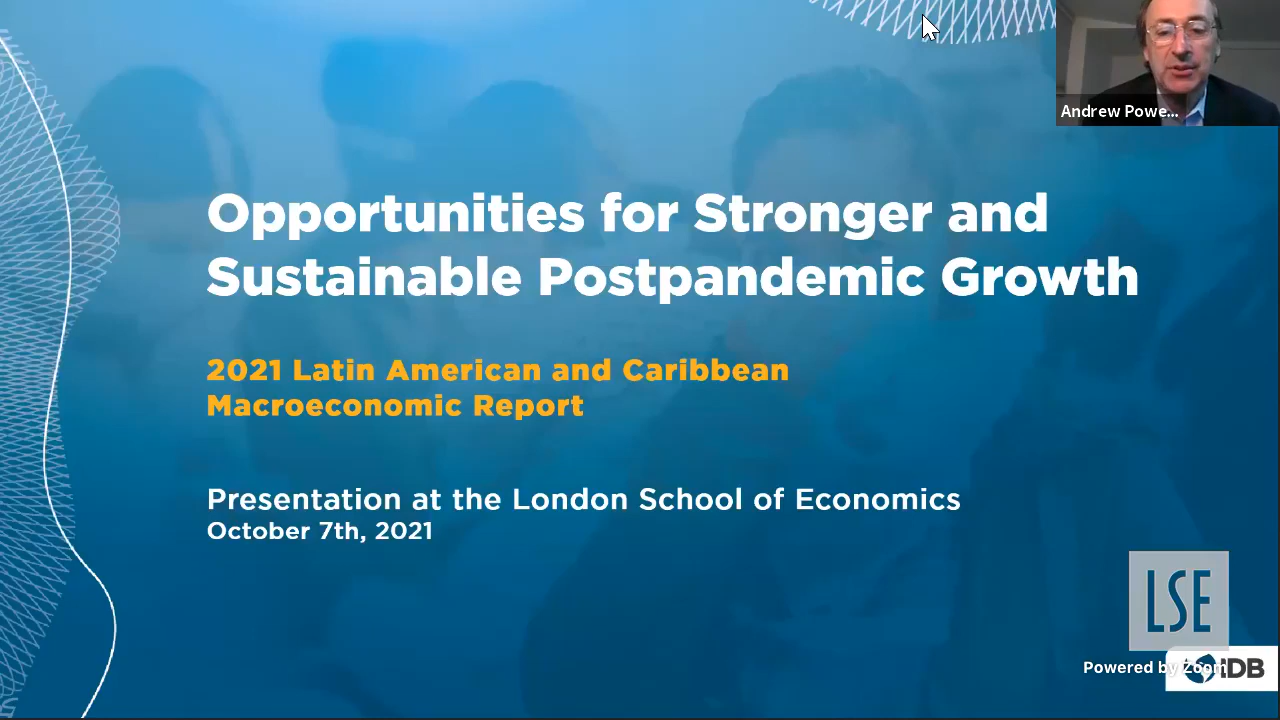 Andrew Powe...
Opportunities for Stronger and
Sustainable Postpandemic Growth
2021 Latin American and Caribbean
Macroeconomic Report
Presentation at the London School of Economics
October 7th, 2021
LSE
Powered by Zoom
IDB